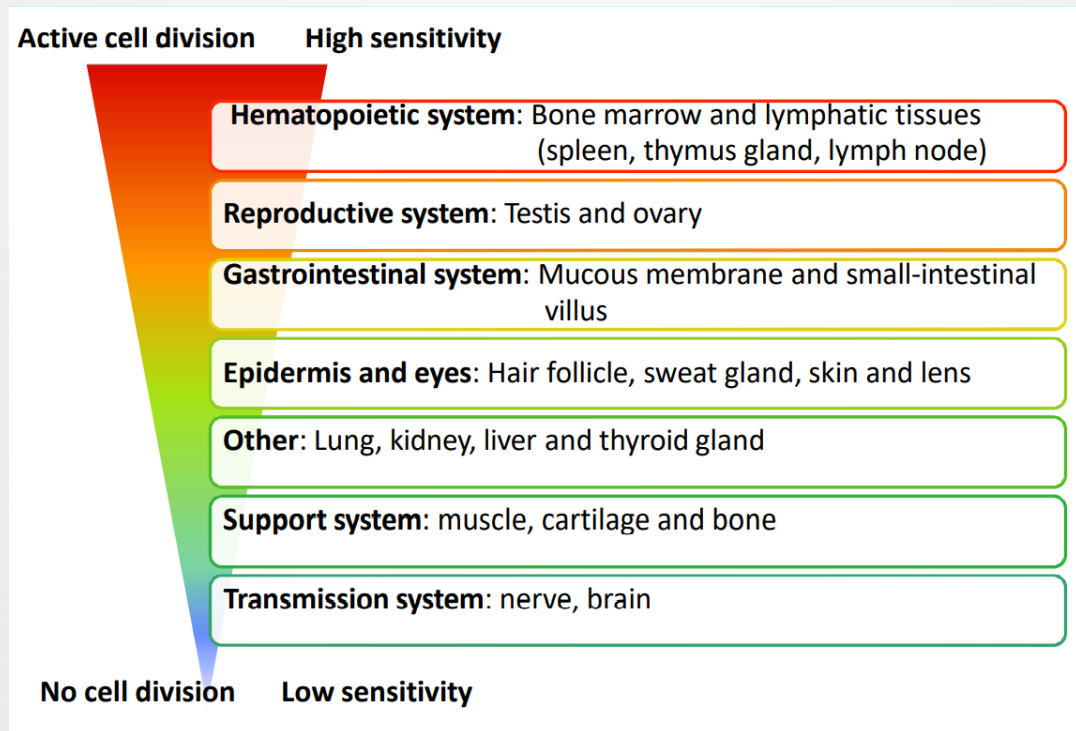 Active cell division High sensitivity
Hematopoietic system: Bone marrow and lymphatic tissues
(spleen, thymus gland, lymph node)
Reproductive system: Testis and ovary
Gastrointestinal system: Mucous membrane and small-intestinal
villus
Epidermis and eyes: Hair follicle, sweat gland, skin and lens
Other: Lung, kidney, liver and thyroid gland
Support system: muscle, cartilage and bone
Transmission system: nerve, brain
No cell division Low sensitivity